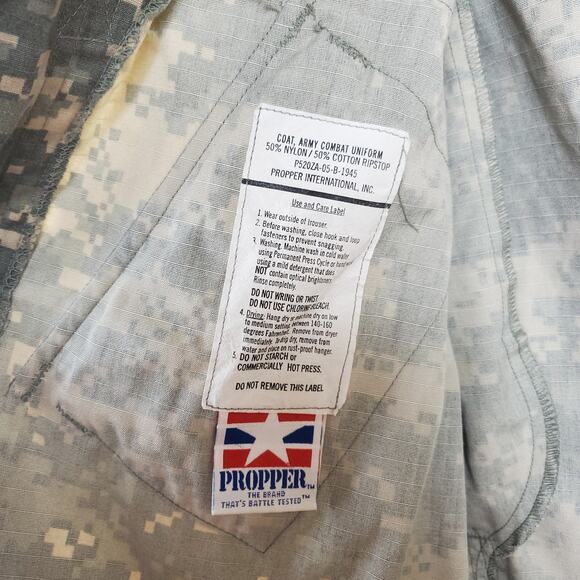 COAT, ARMY COMBAT UNIFORM
50% NYLON / 50% COTTON RIPSTOP
P520ZA-05-B-1945
PROPPER INTERNATIONAL, INC.
Use and Care Label
1. Wear outside of trouser.
2. Before washing, close hook and loop
fasteners to prevent snagging.
3. Washing. Machine wash in cold water
using Permanent Press Cycle or hand wash
using a mild detergent that does
NOT contain optical brighteners.
Rinse completely.
DO NOT WRING OR TWIST.
DO NOT USE CHLORINE BLEACH.
4. Drying: Hang dry or machine dry on low
to medium setting, between 140-160
degrees Fahrenheit. Remove from dryer
immediately. To drip dry, remove from
water and place on rust-proof hanger.
5. DO NOT STARCH or
COMMERCIALLY HOT PRESS.
DO NOT REMOVE THIS LABEL
PROPPER™
THE BRAND
THAT'S BATTLE TESTED™